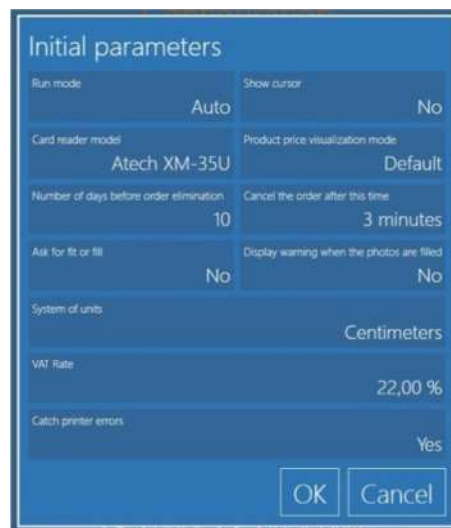 Initial parameters
Run mode
Auto
Show cursor
No
Card reader model
Atech XM-35U
Product price visualization mode
Default
Number of days before order elimination
10
Cancel the order after this time
3 minutes
Ask for fit or fill
No
Display warning when the photos are filled
No
System of units
Centimeters
VAT Rate
22,00 %
Catch printer errors
Yes
OK
Cancel